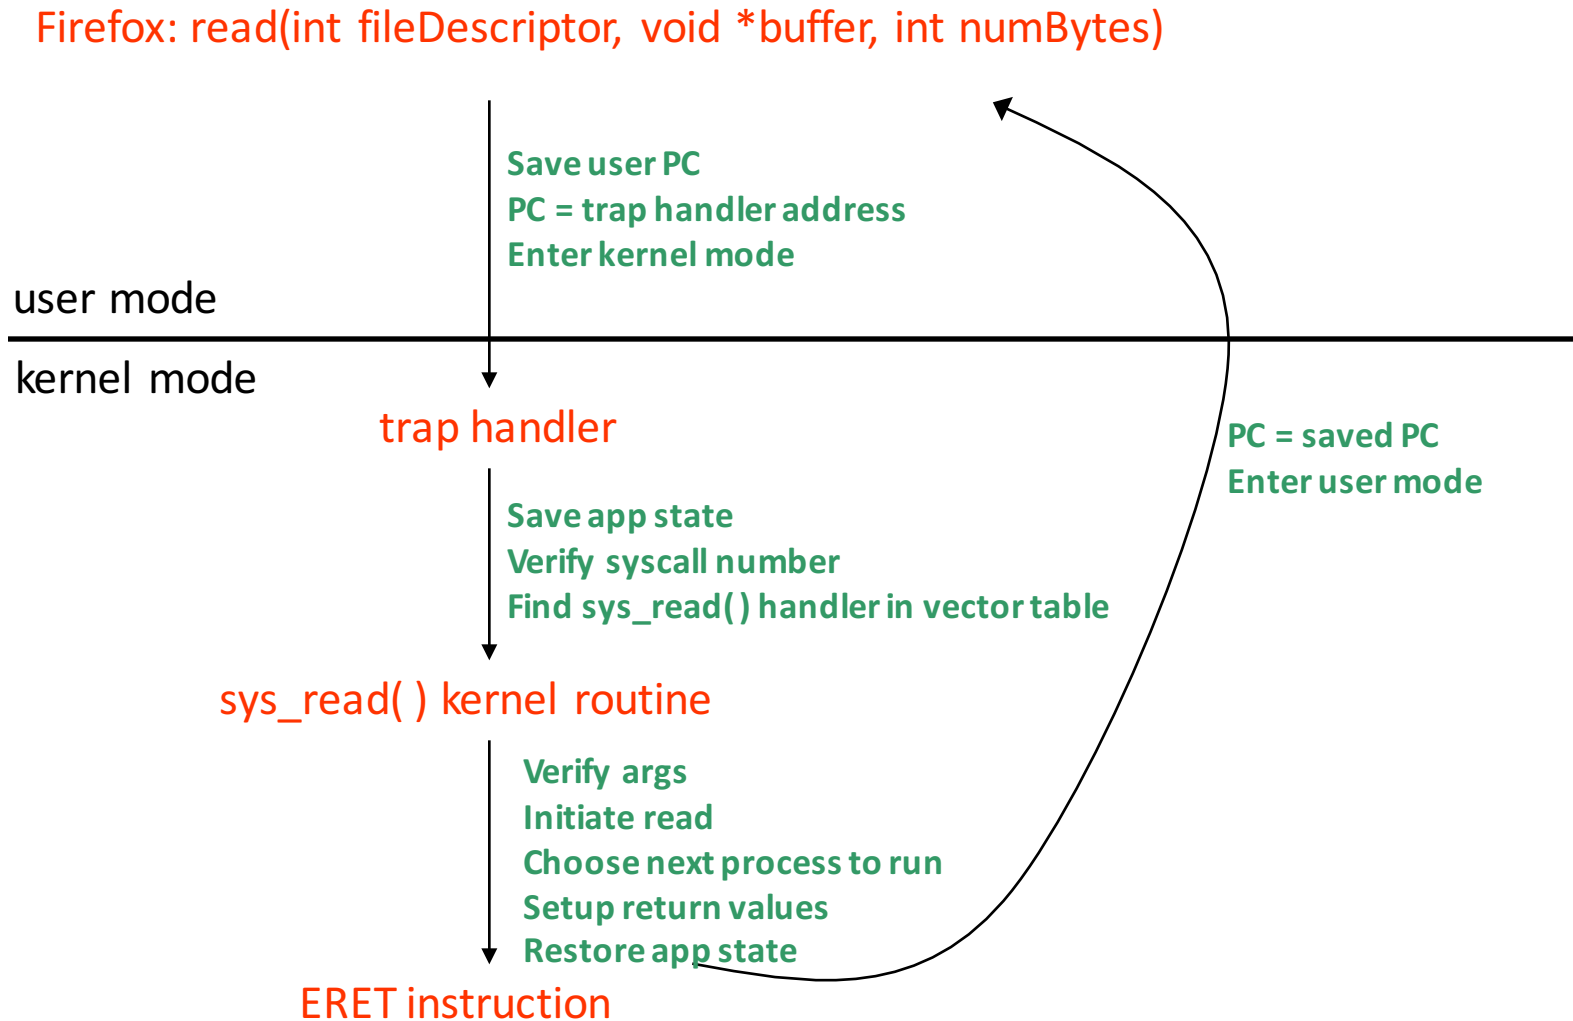 Firefox: read(int fileDescriptor, void *buffer, int numBytes)
Save user PC
PC = trap handler address
Enter kernel mode
user mode
kernel mode
trap handler
PC = saved PC
Enter user mode
Save app state
Verify syscall number
Find sys_read( ) handler in vector table
sys_read( ) kernel routine
Verify args
Initiate read
Choose next process to run
Setup return values
Restore app state
ERET instruction